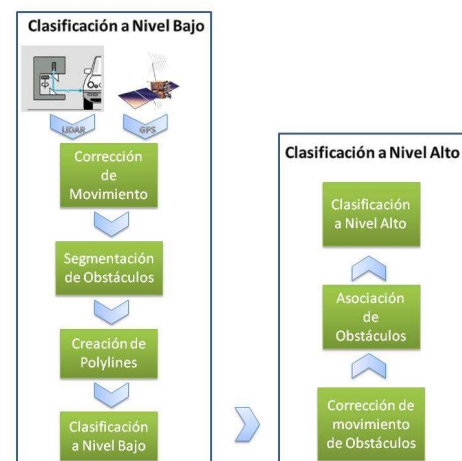 Clasificación a Nivel Bajo
LIDAR
GPS
Corrección
de
Movimiento
Segmentación
de Obstáculos
Creación de
Polylines
Clasificación
a Nivel Bajo
Clasificación a Nivel Alto
Clasificación
a Nivel Alto
Asociación
de
Obstáculos
Corrección de
movimiento
de Obstáculos